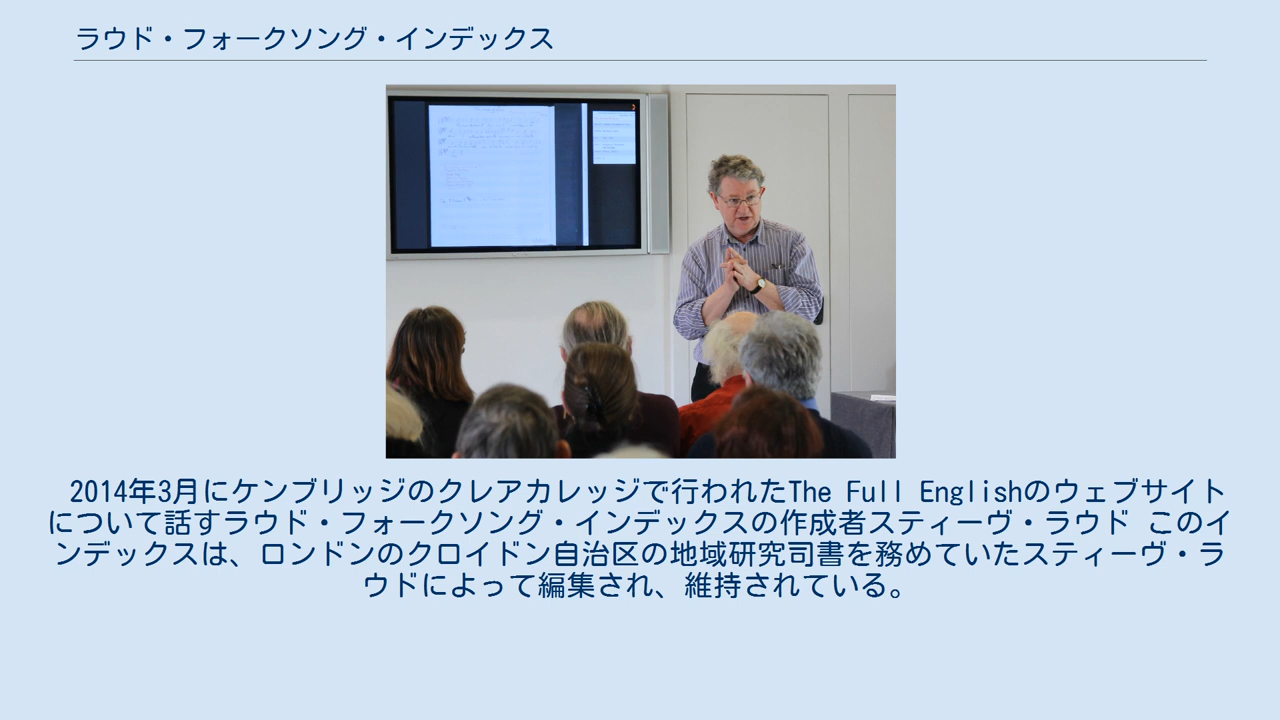 ラウド・フォークソング・インデックス
2014年3月にケンブリッジのクレアカレッジで行われたThe Full Englishのウェブサイト
について話すラウド・フォークソング・インデックスの作成者スティーヴ・ラウド このイ
ンデックスは、ロンドンのクロイドン自治区の地域研究司書を務めていたスティーヴ・ラ
ウドによって編集され、維持されている。